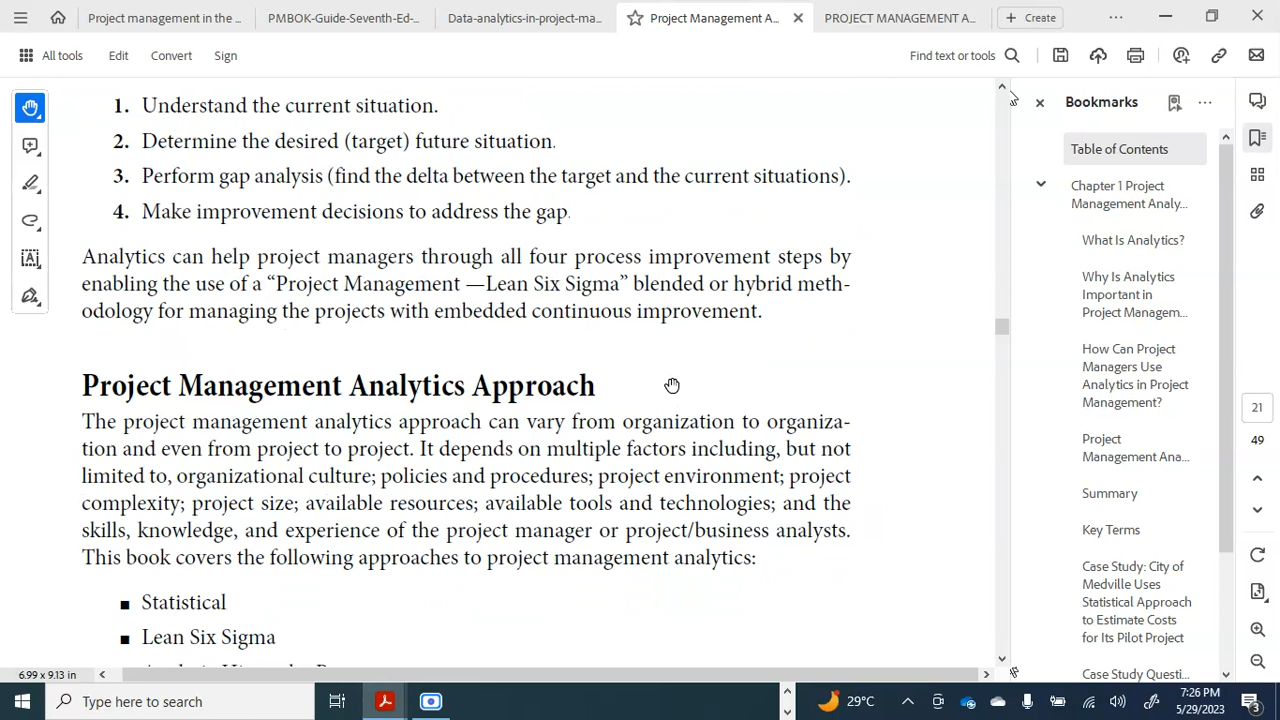 Project management in the ...
PMBOK-Guide-Seventh-Ed-...
Data-analytics-in-project-ma...
Project Management A...
PROJECT MANAGEMENT A...
Create
All tools
Edit
Convert
Sign
Find text or tools
1. Understand the current situation.
2. Determine the desired (target) future situation.
3. Perform gap analysis (find the delta between the target and the current situations).
4. Make improvement decisions to address the gap.
Analytics can help project managers through all four process improvement steps by
enabling the use of a “Project Management —Lean Six Sigma” blended or hybrid meth-
odology for managing the projects with embedded continuous improvement.
Project Management Analytics Approach
The project management analytics approach can vary from organization to organiza-
tion and even from project to project. It depends on multiple factors including, but not
limited to, organizational culture; policies and procedures; project environment; project
complexity; project size; available resources; available tools and technologies; and the
skills, knowledge, and experience of the project manager or project/business analysts.
This book covers the following approaches to project management analytics:
■ Statistical
■ Lean Six Sigma
Bookmarks
Table of Contents
Chapter 1 Project
Management Analy...
What Is Analytics?
Why Is Analytics
Important in
Project Managem...
How Can Project
Managers Use
Analytics in Project
Management?
Project
Management Ana...
Summary
Key Terms
Case Study: City of
Medville Uses
Statistical Approach
to Estimate Costs
for Its Pilot Project
Case Study Questi...
21
49
6.99 x 9.13 in
Type here to search
29°C
7:26 PM
5/29/2023
3